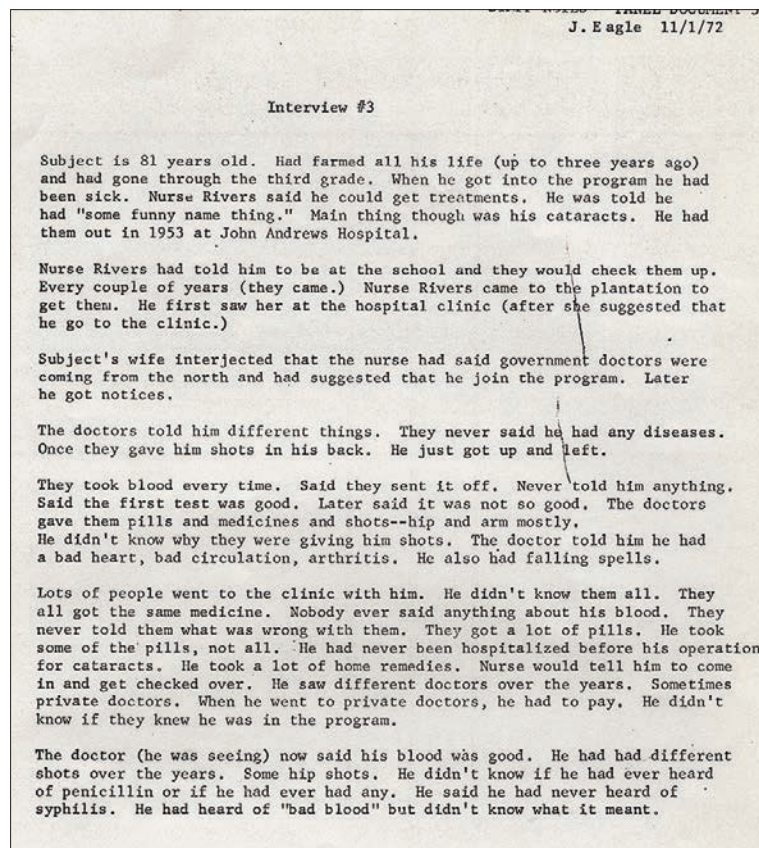 J. Eagle 11/1/72
Interview #3
Subject is 81 years old. Had farmed all his life (up to three years ago)
and had gone through the third grade. When he got into the program he had
been sick. Nurse Rivers said he could get treatments. He was told he
had "some funny name thing." Main thing though was his cataracts. He had
them out in 1953 at John Andrews Hospital.
Nurse Rivers had told him to be at the school and they would check them up.
Every couple of years (they came.) Nurse Rivers came to the plantation to
get them. He first saw her at the hospital clinic (after she suggested that
he go to the clinic.)
Subject's wife interjected that the nurse had said government doctors were
coming from the north and had suggested that he join the program. Later
he got notices.
The doctors told him different things. They never said he had any diseases.
Once they gave him shots in his back. He just got up and left.
They took blood every time. Said they sent it off. Never told him anything.
Said the first test was good. Later said it was not so good. The doctors
gave them pills and medicines and shots--hip and arm mostly.
He didn't know why they were giving him shots. The doctor told him he had
a bad heart, bad circulation, arthritis. He also had falling spells.
Lots of people went to the clinic with him. He didn't know them all. They
all got the same medicine. Nobody ever said anything about his blood. They
never told them what was wrong with them. They got a lot of pills. He took
some of the pills, not all. He had never been hospitalized before his operation
for cataracts. He took a lot of home remedies. Nurse would tell him to come
in and get checked over. He saw different doctors over the years. Sometimes
private doctors. When he went to private doctors, he had to pay. He didn't
know if they knew he was in the program.
The doctor (he was seeing) now said his blood was good. He had had different
shots over the years. Some hip shots. He didn't know if he had ever heard
of penicillin or if he had ever had any. He said he had never heard of
syphilis. He had heard of "bad blood" but didn't know what it meant.